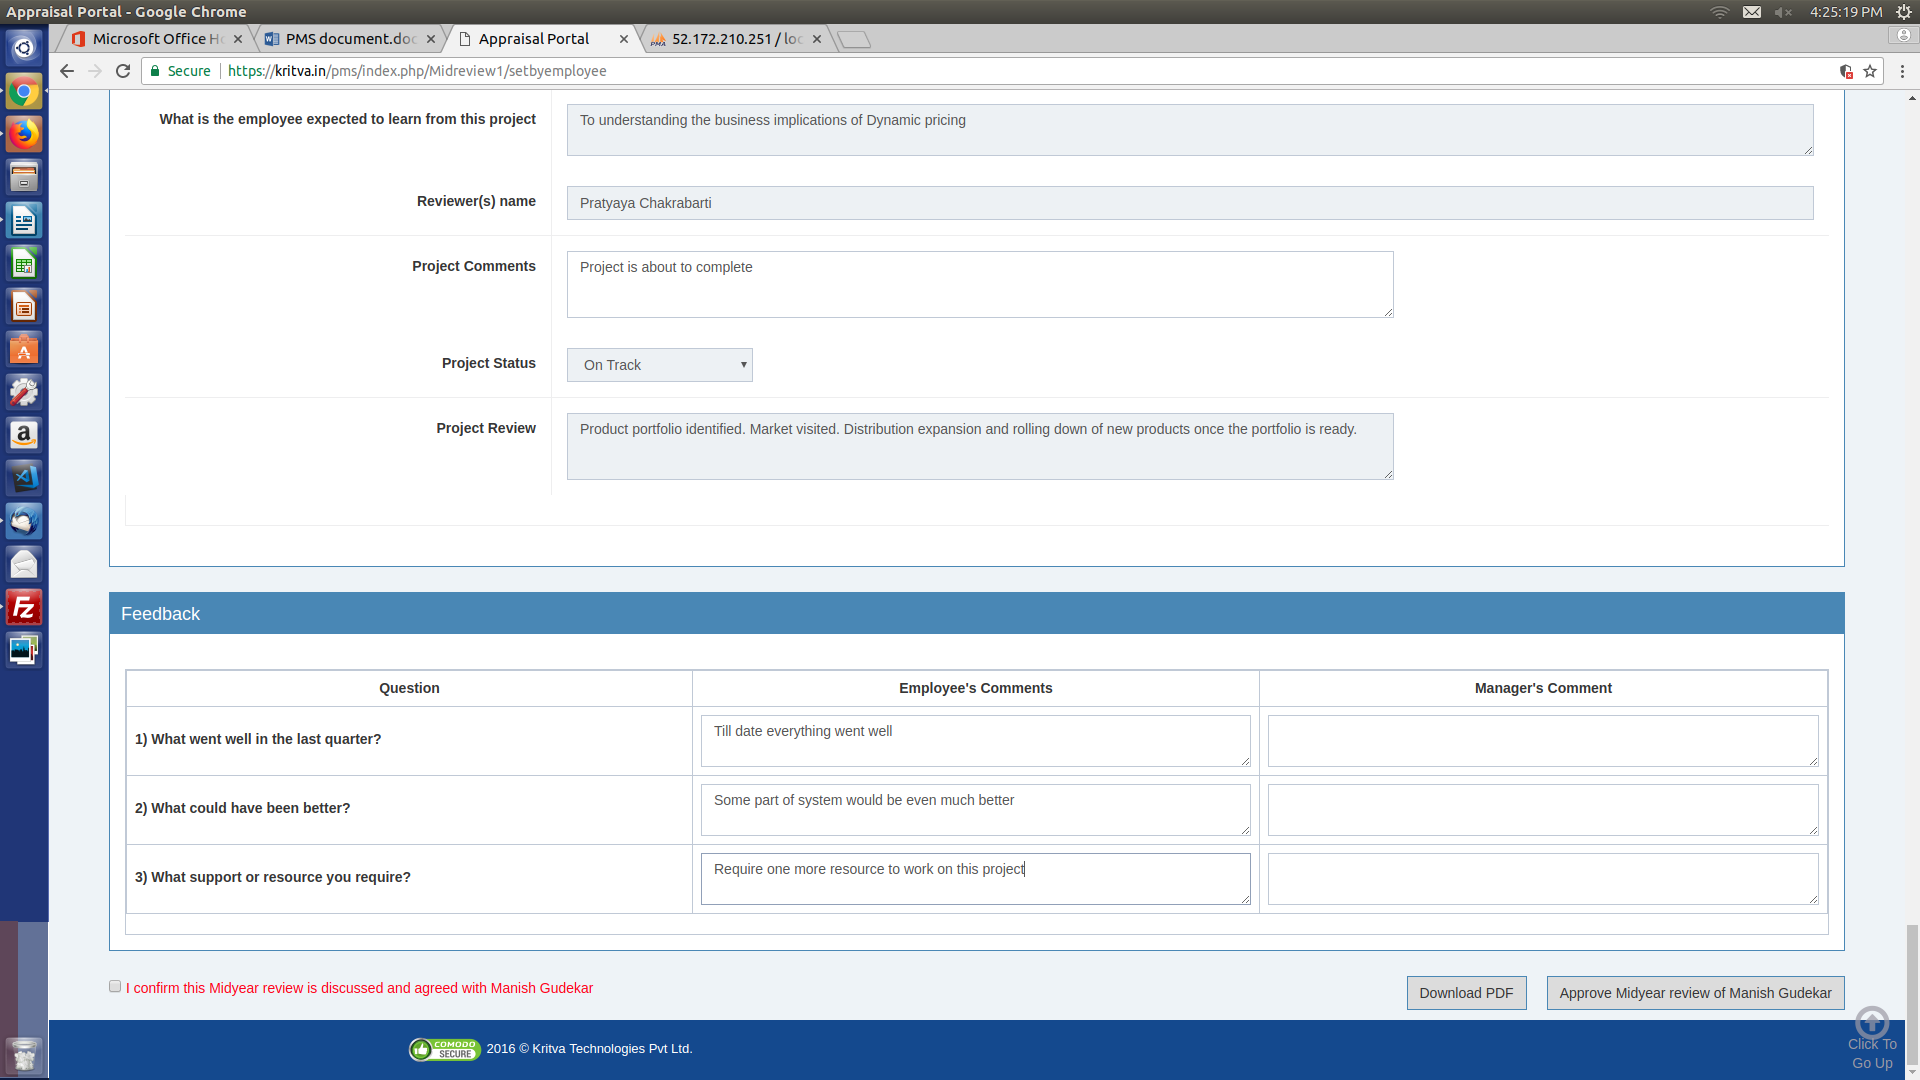 Appraisal Portal - Google Chrome
4:25:19 PM
Microsoft Office H
PMS document.do
Appraisal Portal
52.172.210.251 / lo
Secure
https://kritva.in/pms/index.php/Midreview1/setbyemployee
What is the employee expected to learn from this project
To understanding the business implications of Dynamic pricing
Reviewer(s) name
Pratyaya Chakrabarti
Project Comments
Project is about to complete
Project Status
On Track
Project Review
Product portfolio identified. Market visited. Distribution expansion and rolling down of new products once the portfolio is ready.
Feedback
Question
Employee's Comments
Manager's Comment
1) What went well in the last quarter?
Till date everything went well
2) What could have been better?
Some part of system would be even much better
3) What support or resource you require?
Require one more resource to work on this project
I confirm this Midyear review is discussed and agreed with Manish Gudekar
Download PDF
Approve Midyear review of Manish Gudekar
COMODO
SECURE
2016 © Kritva Technologies Pvt Ltd.
Click To
Go Up